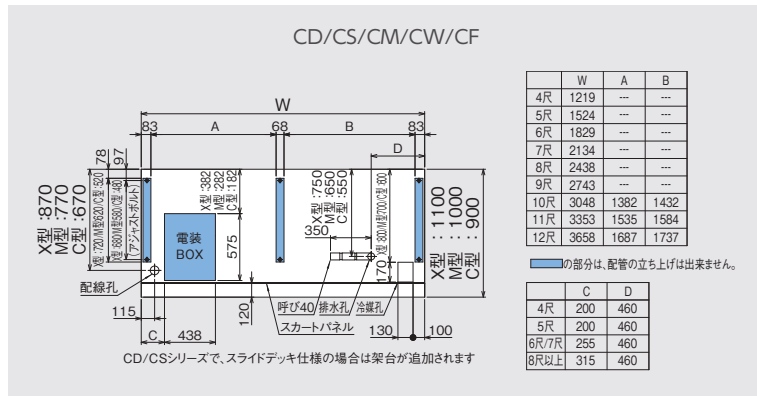 CD/CS/CM/CW/CF
W
83 A 68 B 83
D
78
97
X型:870
M型:770
C型:670
X型:720/M型620/C型:520
X型:680/M型580/C型:480
(アジャストボルト)
X型:382
M型:282
C型:182
575
電装
BOX
X型:750
M型:650
C型:550
350
X型:800/M型700/C型:600
170
X型:1100
M型:1000
C型:900
配線孔
115
C 438
120
呼び40 排水孔 冷媒孔
スカートパネル
130 100
CD/CSシリーズで、スライドデッキ仕様の場合は架台が追加されます
W A B
4尺 1219 --- ---
5尺 1524 --- ---
6尺 1829 --- ---
7尺 2134 --- ---
8尺 2438 --- ---
9尺 2743 --- ---
10尺 3048 1382 1432
11尺 3353 1535 1584
12尺 3658 1687 1737
の部分は、配管の立ち上げは出来ません。
C D
4尺 200 460
5尺 200 460
6尺/7尺 255 460
8尺以上 315 460